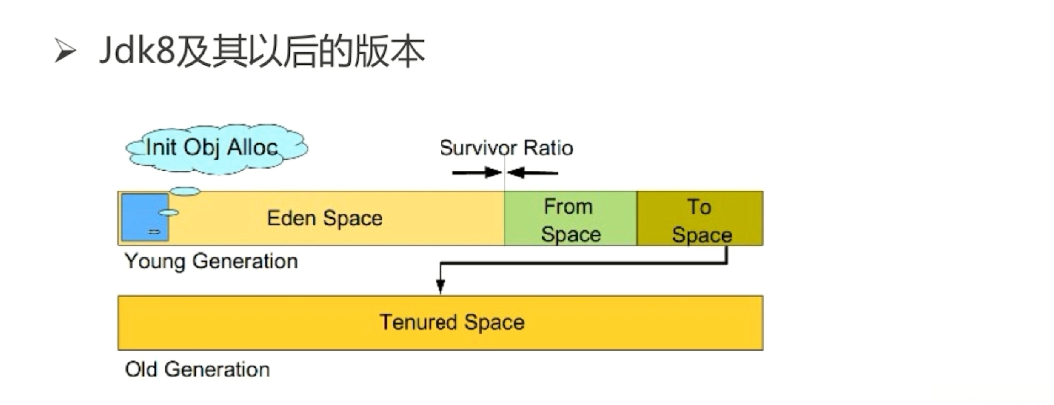 Jdk8及其以后的版本
Init Obj Alloc
Survivor Ratio
Eden Space
From
Space
To
Space
Young Generation
Tenured Space
Old Generation